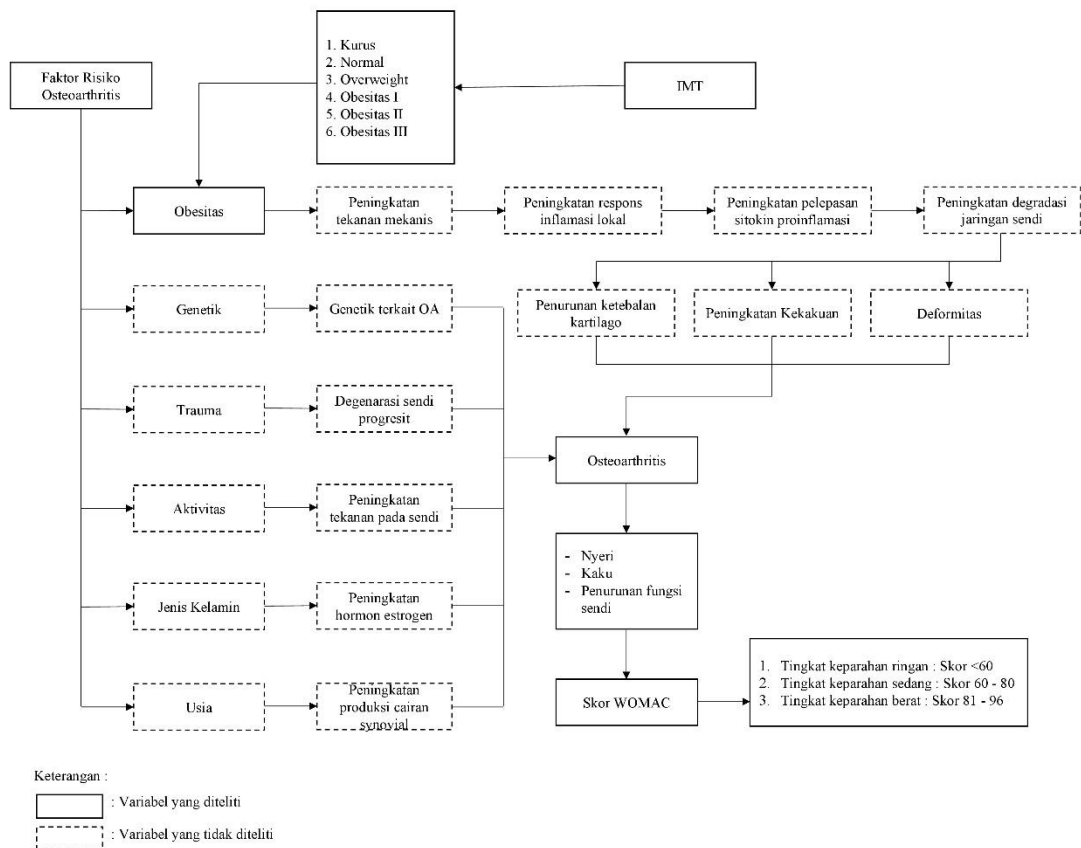 Faktor Risiko
Osteoarthritis
1. Kurus
2. Normal
3. Overweight
4. Obesitas I
5. Obesitas II
6. Obesitas III
IMT
Obesitas
Peningkatan
tekanan mekanis
Peningkatan respons
inflamasi lokal
Peningkatan pelepasan
sitokin proinflamasi
Peningkatan degradasi
jaringan sendi
Genetik
Genetik terkait OA
Penurunan ketebalan
kartilago
Peningkatan Kekakuan
Deformitas
Trauma
Degenarasi sendi
progresit
Osteoarthritis
Aktivitas
Peningkatan
tekanan pada sendi
- Nyeri
- Kaku
- Penurunan fungsi
sendi
Jenis Kelamin
Peningkatan
hormon estrogen
Usia
Peningkatan
produksi cairan
synovial
Skor WOMAC
1. Tingkat keparahan ringan : Skor <60
2. Tingkat keparahan sedang : Skor 60 - 80
3. Tingkat keparahan berat : Skor 81 - 96
Keterangan :
: Variabel yang diteliti
: Variabel yang tidak diteliti